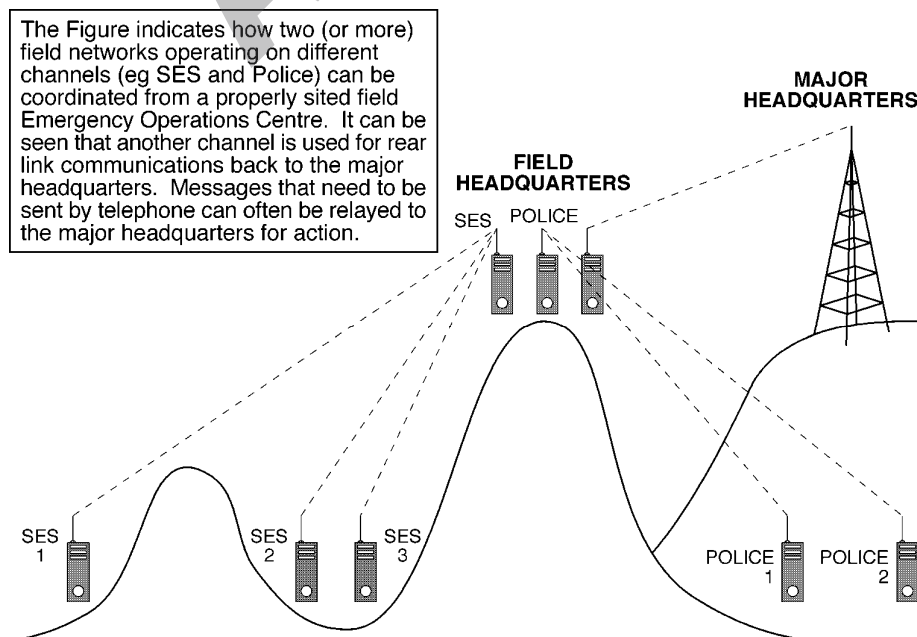 The Figure indicates how two (or more)
field networks operating on different
channels (eg SES and Police) can be
coordinated from a properly sited field
Emergency Operations Centre. It can be
seen that another channel is used for rear
link communications back to the major
headquarters. Messages that need to be
sent by telephone can often be relayed to
the major headquarters for action.
MAJOR
HEADQUARTERS
FIELD
HEADQUARTERS
SES
POLICE
SES
1
SES
2
SES
3
POLICE
1
POLICE
2